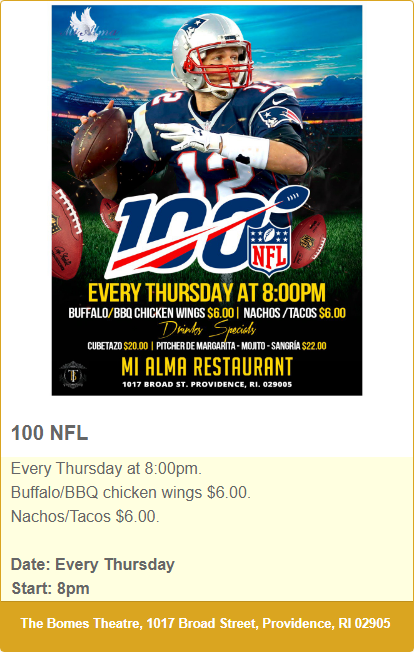 Mi Alma
12
12
100
NFL
EVERY THURSDAY AT 8:00PM
BUFFALO/BBQ CHICKEN WINGS $6.00 | NACHOS /TACOS $6.00
Drinks Specials
CUBETAZO $20.00 | PITCHER DE MARGARITA - MOJITO - SANGRÍA $22.00
MI ALMA RESTAURANT
1017 BROAD ST. PROVIDENCE, RI. 029005
100 NFL
Every Thursday at 8:00pm.
Buffalo/BBQ chicken wings $6.00.
Nachos/Tacos $6.00.
Date: Every Thursday
Start: 8pm
The Bomes Theatre, 1017 Broad Street, Providence, RI 02905